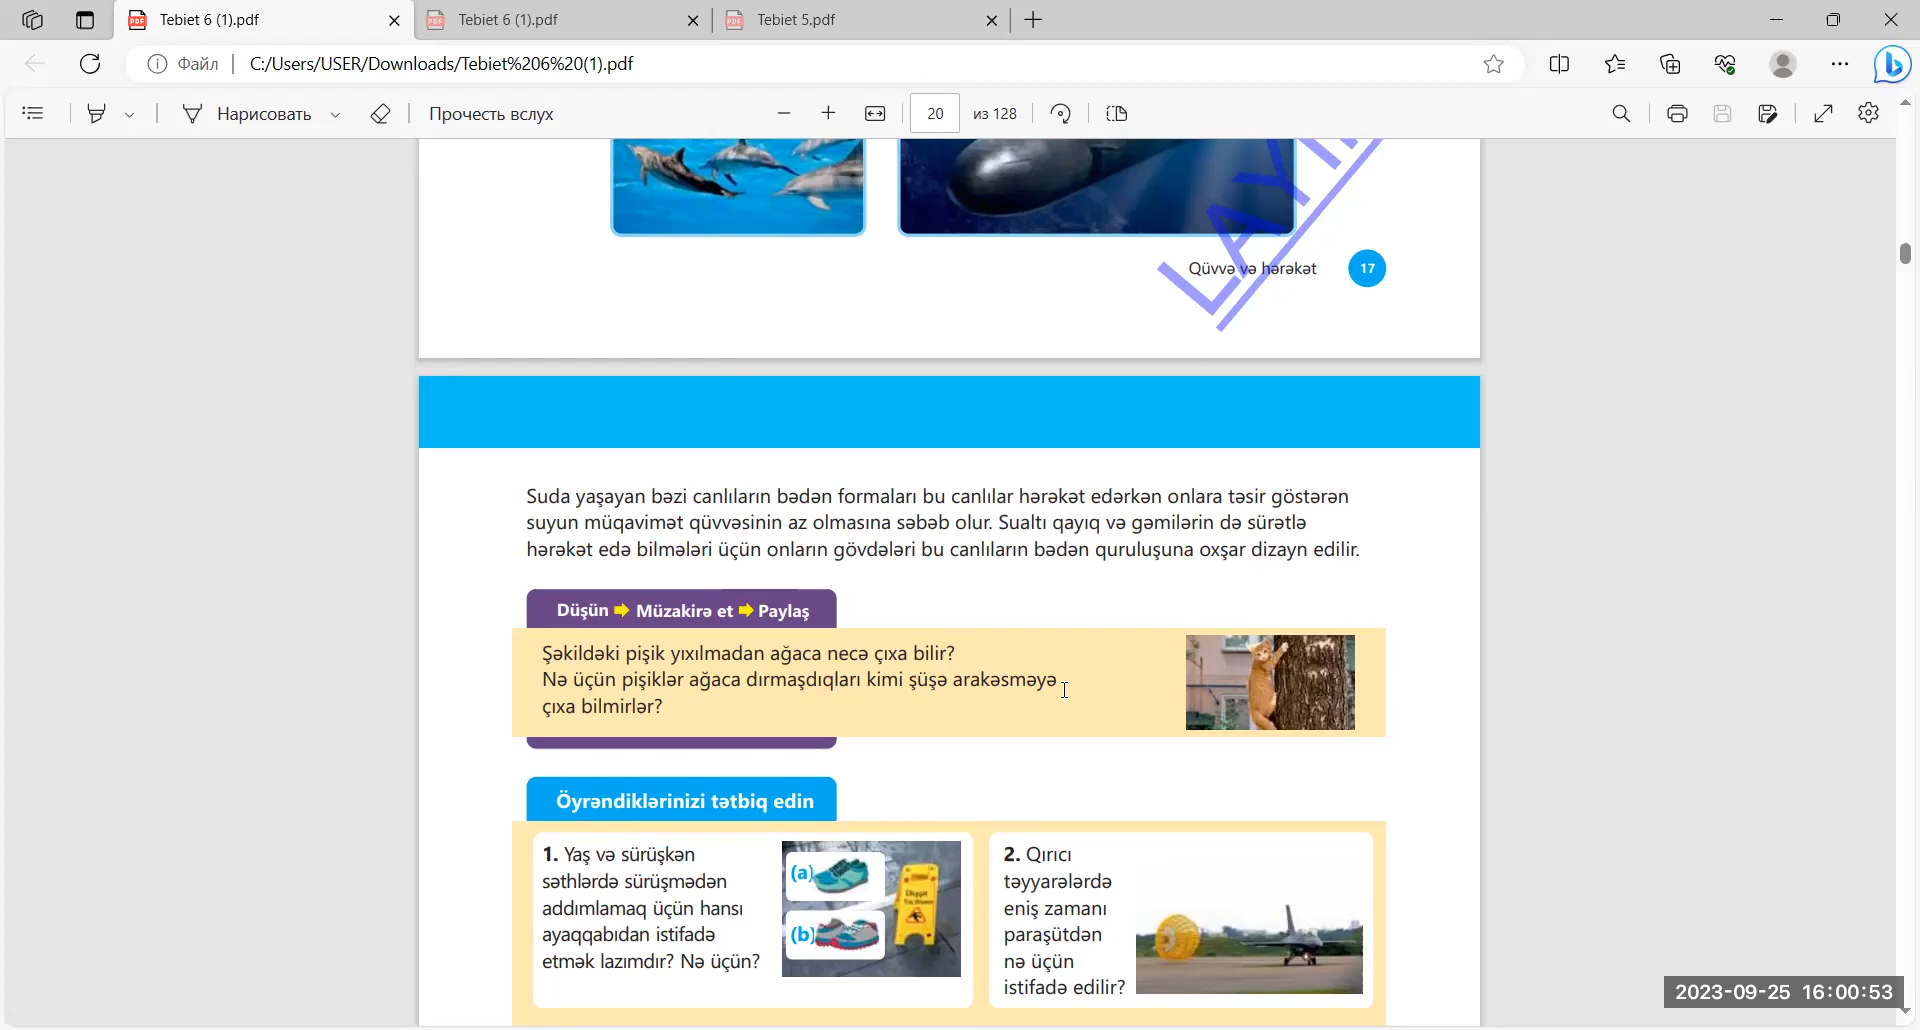 Tebiet 6 (1).pdf
Tebiet 6 (1).pdf
Tebiet 5.pdf
Файл
C:/Users/USER/Downloads/Tebiet%206%20(1).pdf
Нарисовать
Прочесть вслух
20
из 128
Qüvvə və hərəkət
17
Suda yaşayan bəzi canlıların bədən formaları bu canlılar hərəkət edərkən onlara təsir göstərən
suyun müqavimət qüvvəsinin az olmasına səbəb olur. Sualtı qayıq və gəmilərin də sürətlə
hərəkət edə bilmələri üçün onların gövdələri bu canlıların bədən quruluşuna oxşar dizayn edilir.
Düşün Müzakirə et Paylaş
Şəkildəki pişik yıxılmadan ağaca necə çıxa bilir?
Nə üçün pişiklər ağaca dırmaşdıqları kimi şüşə arakəsməyə
çıxa bilmirlər?
Öyrəndiklərinizi tətbiq edin
1. Yaş və sürüşkən
səthlərdə sürüşmədən
addımlamaq üçün hansı
ayaqqabıdan istifadə
etmək lazımdır? Nə üçün?
(a)
(b)
Diqqət
2. Qırıcı
təyyarələrdə
eniş zamanı
paraşütdən
nə üçün
istifadə edilir?
2023-09-25 16:00:53